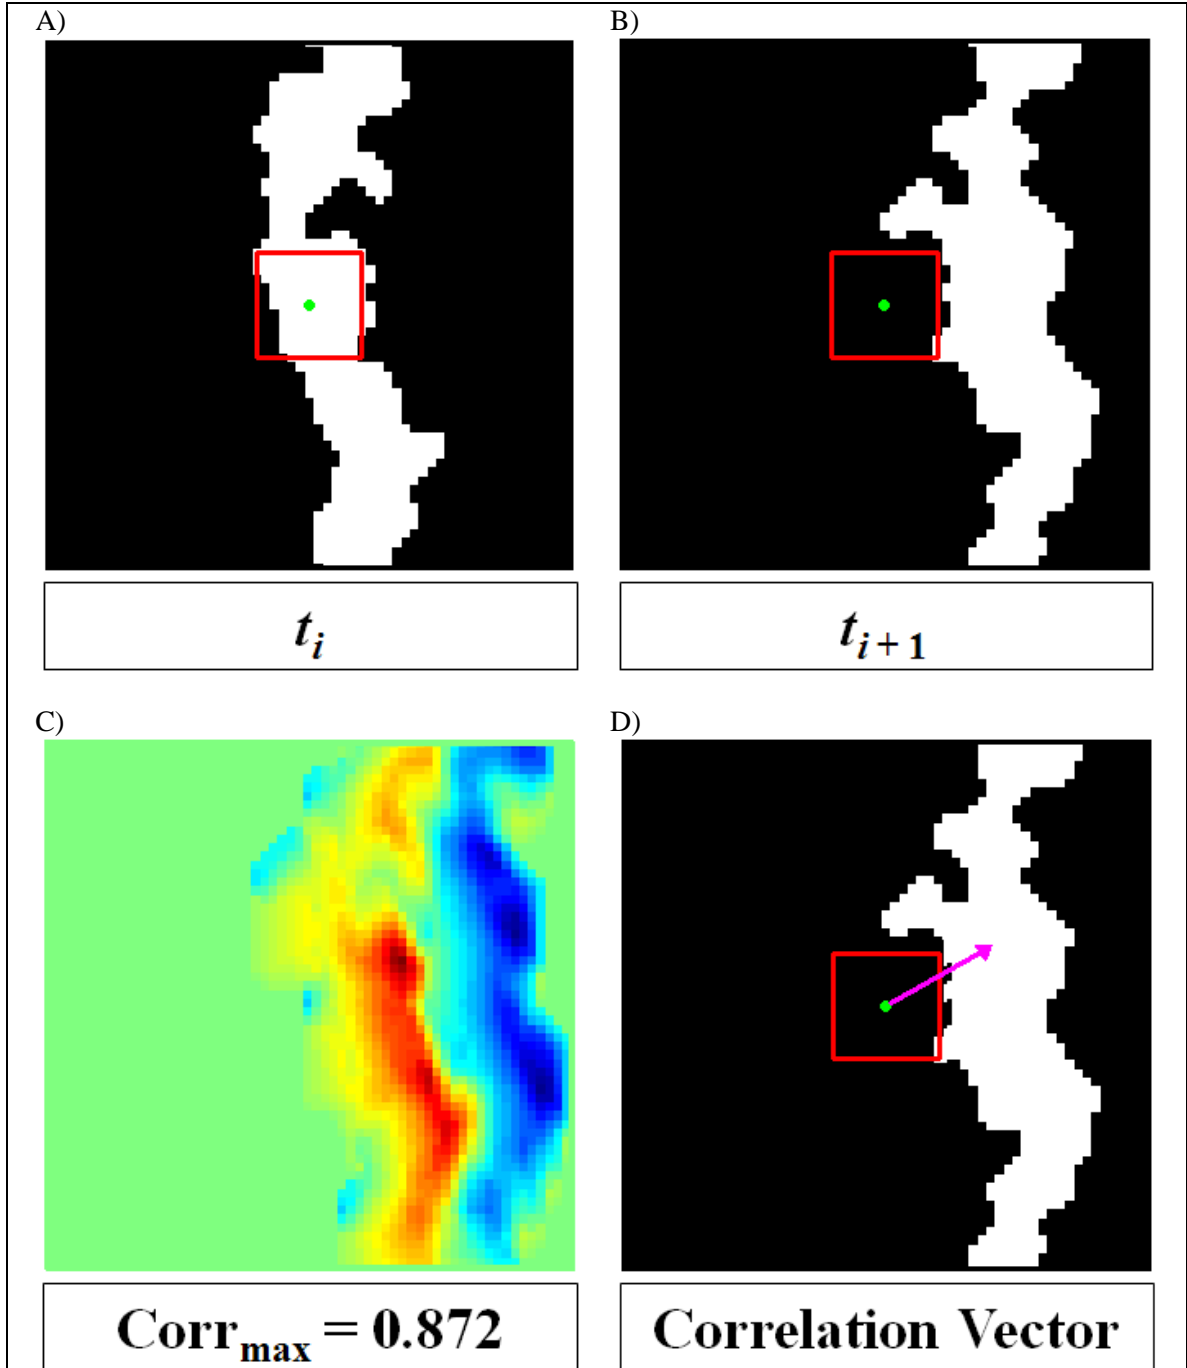 A)
B)
t_i
t_{i+1}
C)
D)
Corr_max = 0.872
Correlation Vector